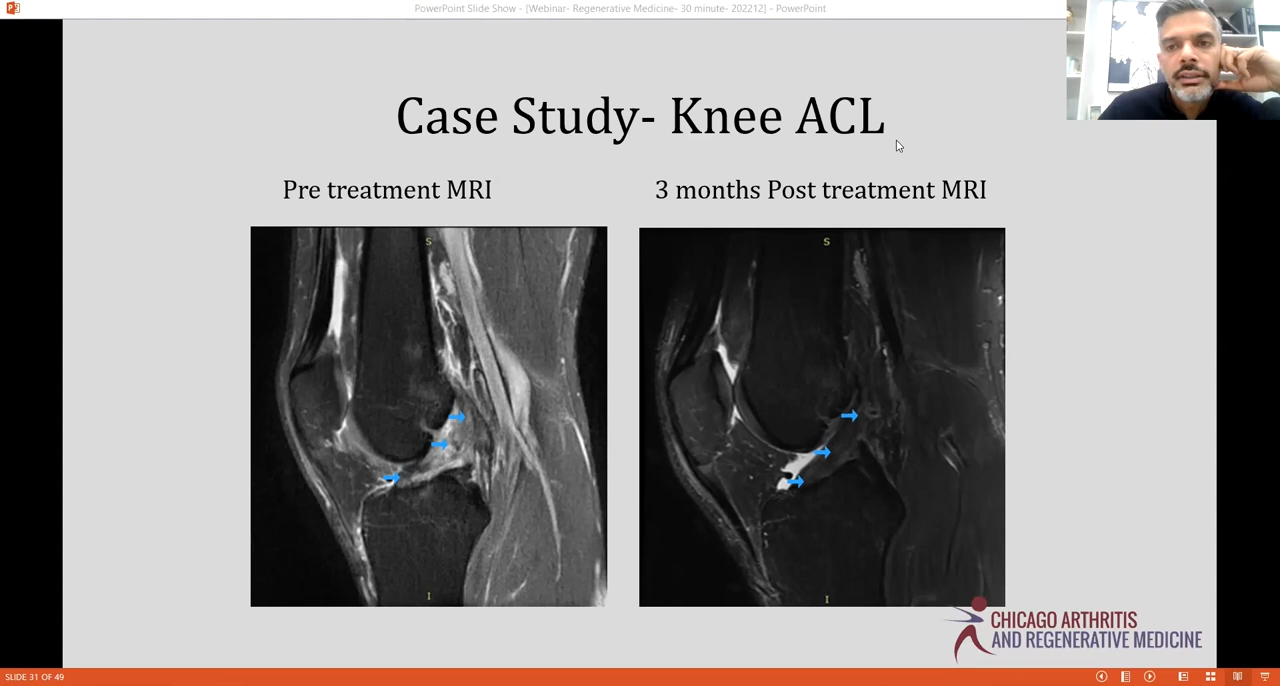 PowerPoint Slide Show - [Webinar- Regenerative Medicine- 30 minute- 202212] - PowerPoint
Case Study- Knee ACL
Pre treatment MRI
3 months Post treatment MRI
S
S
I
I
CHICAGO ARTHRITIS
AND REGENERATIVE MEDICINE
SLIDE 31 OF 49